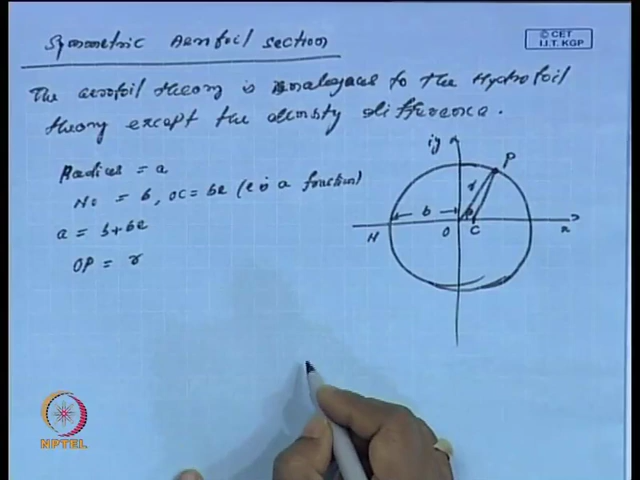 Symmetric Aerofoil section
© CET
I.I.T. KGP
The aerofoil theory is analogous to the Hydrofoil
theory except the density difference.
Radius = a
No = b, OC = be (e is a fraction)
a = b + be
OP = r
iy
P
r
b
θ
H
O
C
x
NPTEL